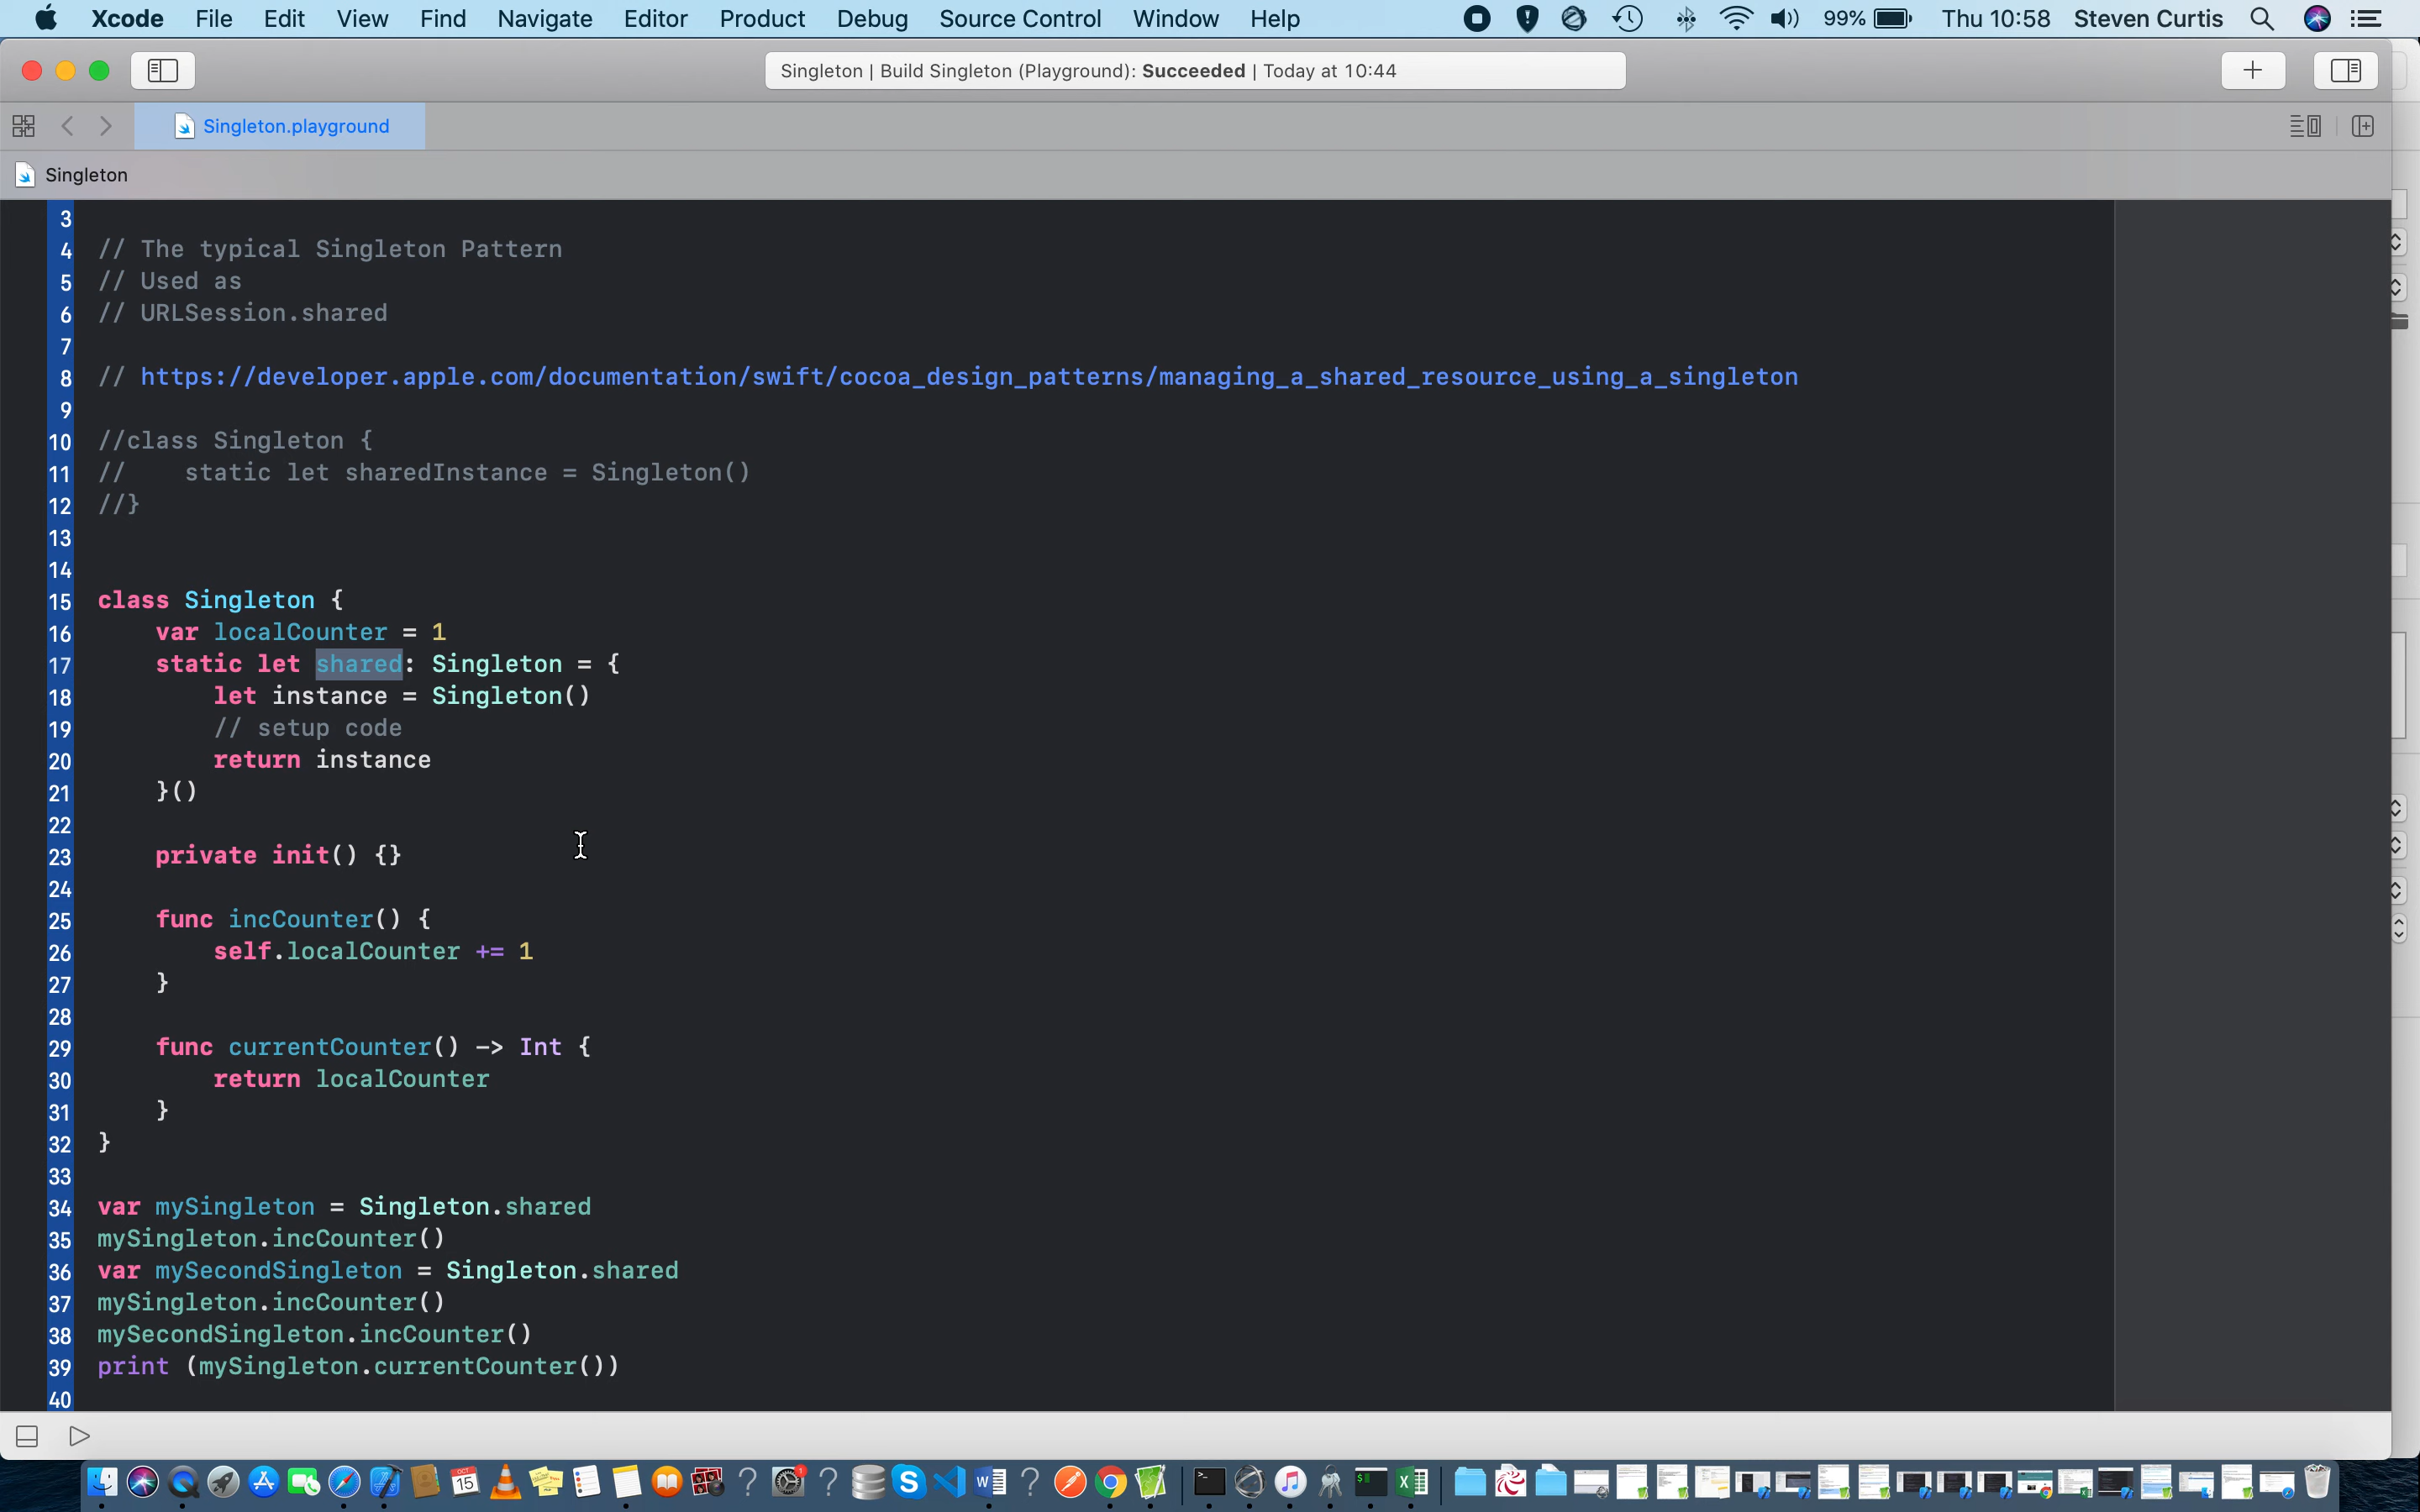 Xcode File Edit View Find Navigate Editor Product Debug Source Control Window Help 99% Thu 10:58 Steven Curtis
Singleton | Build Singleton (Playground): Succeeded | Today at 10:44
Singleton.playground
Singleton
3
4 // The typical Singleton Pattern
5 // Used as
6 // URLSession.shared
7
8 // https://developer.apple.com/documentation/swift/cocoa_design_patterns/managing_a_shared_resource_using_a_singleton
9
10 //class Singleton {
11 //    static let sharedInstance = Singleton()
12 //}
13
14
15 class Singleton {
16     var localCounter = 1
17     static let shared: Singleton = {
18         let instance = Singleton()
19         // setup code
20         return instance
21     }()
22
23     private init() {}
24
25     func incCounter() {
26         self.localCounter += 1
27     }
28
29     func currentCounter() -> Int {
30         return localCounter
31     }
32 }
33
34 var mySingleton = Singleton.shared
35 mySingleton.incCounter()
36 var mySecondSingleton = Singleton.shared
37 mySingleton.incCounter()
38 mySecondSingleton.incCounter()
39 print (mySingleton.currentCounter())
40